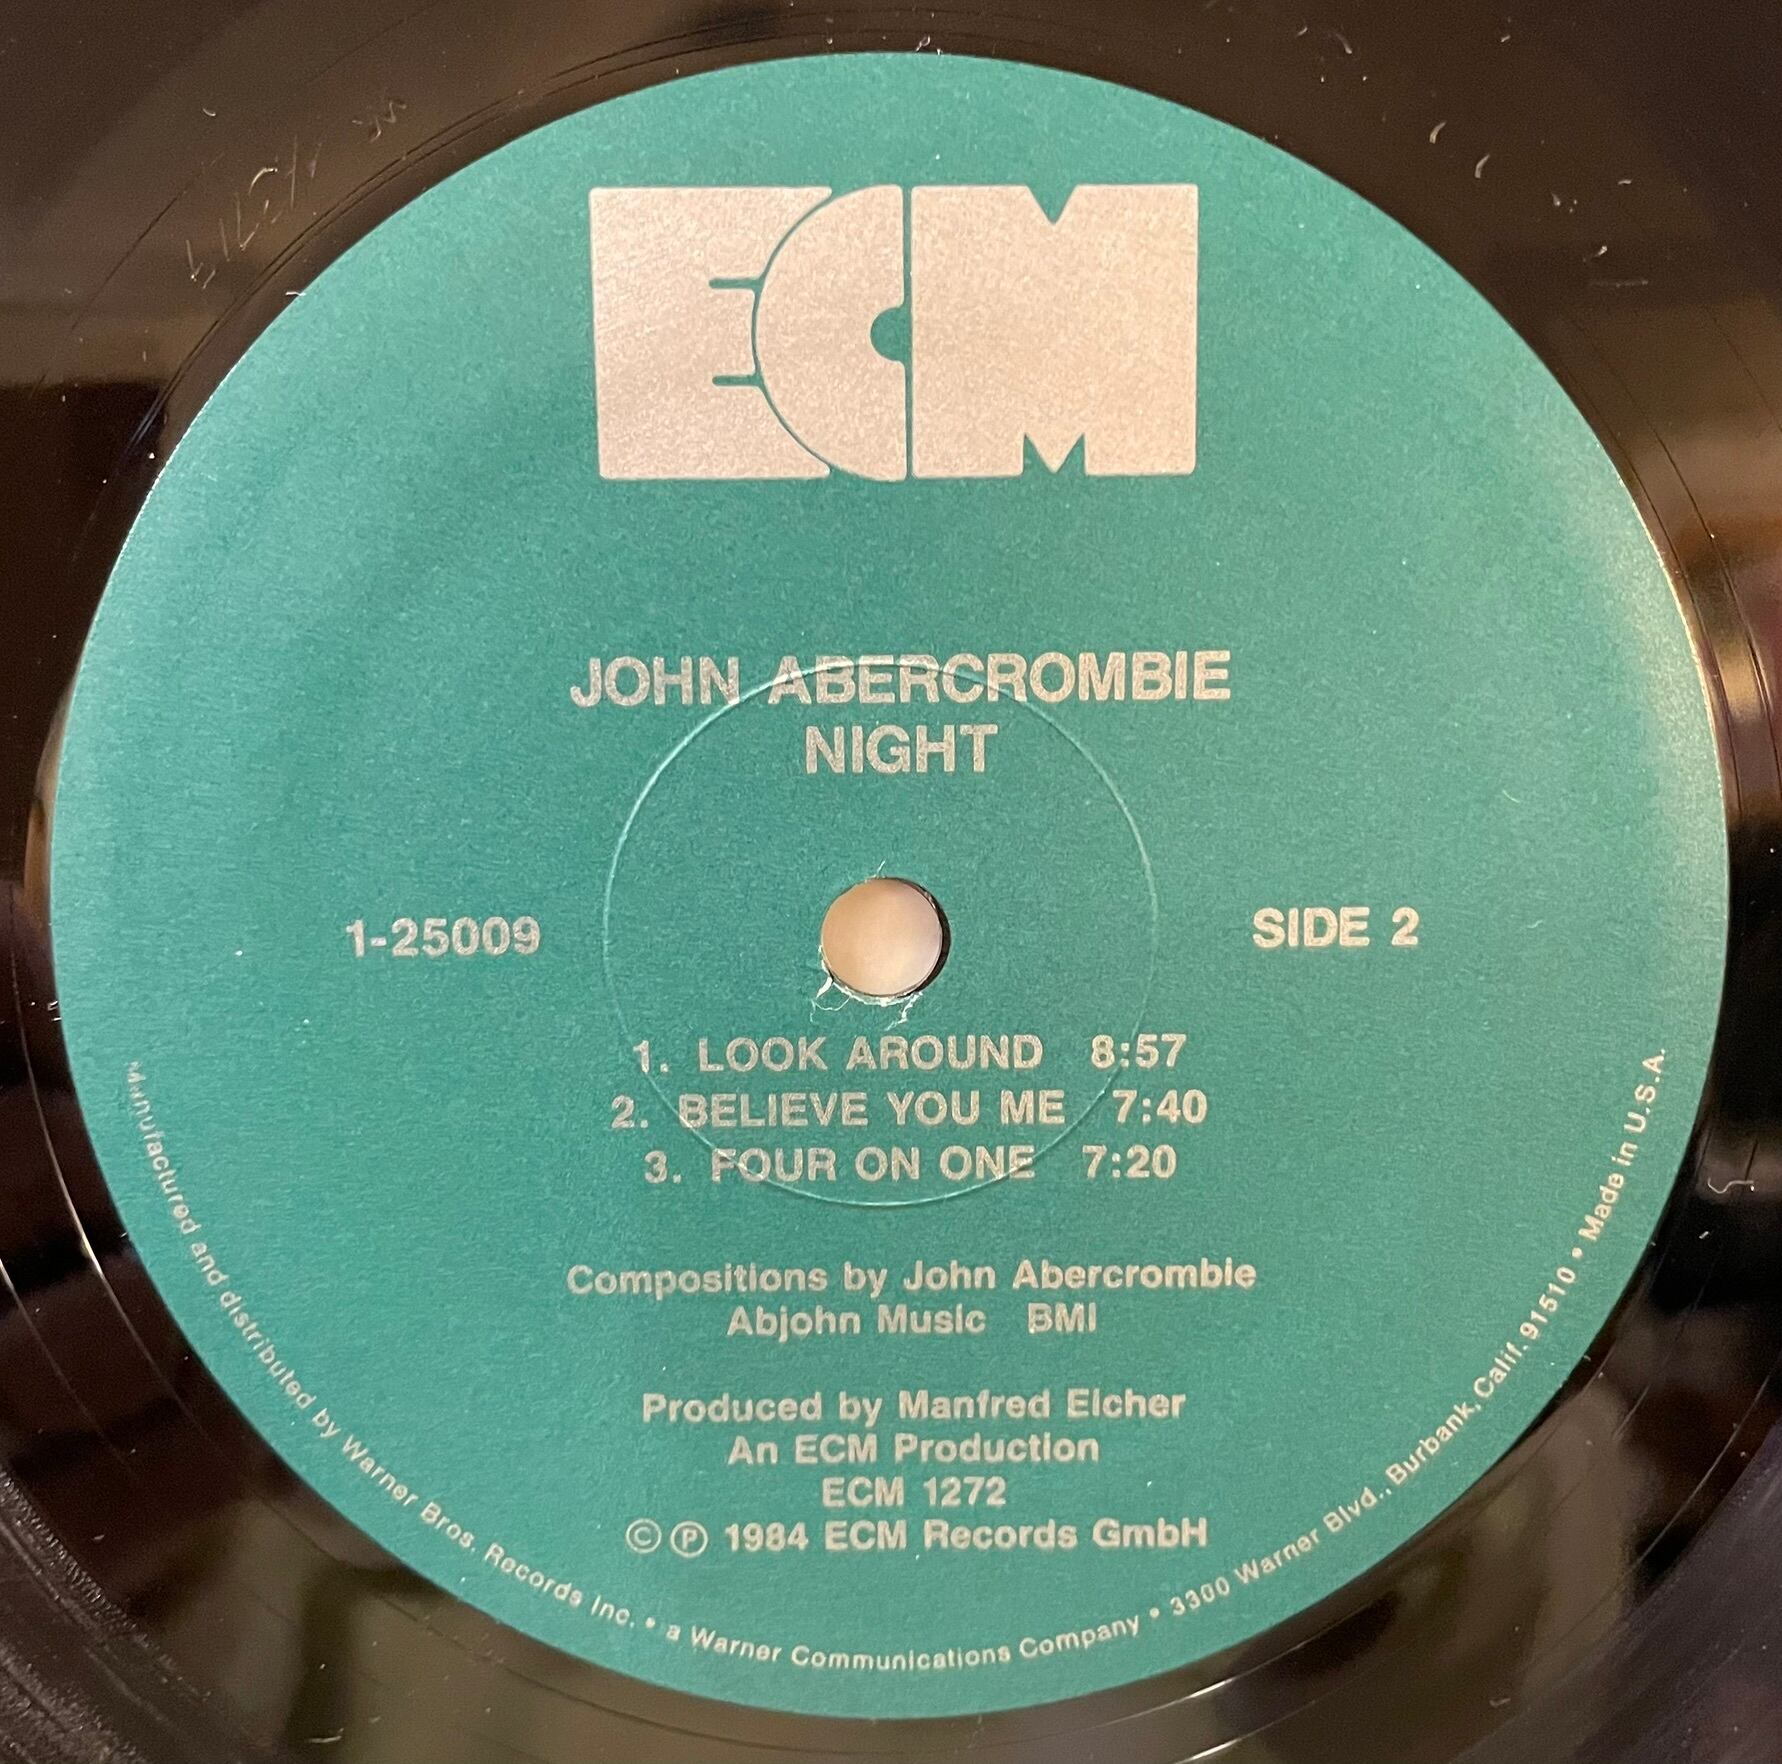 ECM
JOHN ABERCROMBIE
NIGHT
1-25009
SIDE 2
1. LOOK AROUND 8:57
2. BELIEVE YOU ME 7:40
3. FOUR ON ONE 7:20
Compositions by John Abercrombie
Abjohn Music BMI
Produced by Manfred Eicher
An ECM Production
ECM 1272
© ℗ 1984 ECM Records GmbH
Manufactured and distributed by Warner Bros. Records Inc. • a Warner Communications Company • 3300 Warner Blvd., Burbank, Calif. 91510 • Made in U.S.A.